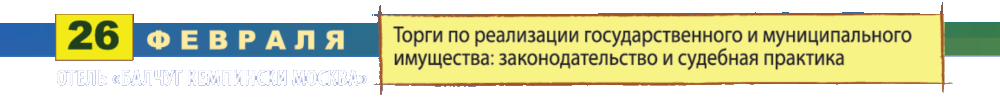 26 ФЕВРАЛЯ
ОТЕЛЬ «БАЛЧУГ КЕМПИНСКИ МОСКВА»
Торги по реализации государственного и муниципального
имущества: законодательство и судебная практика